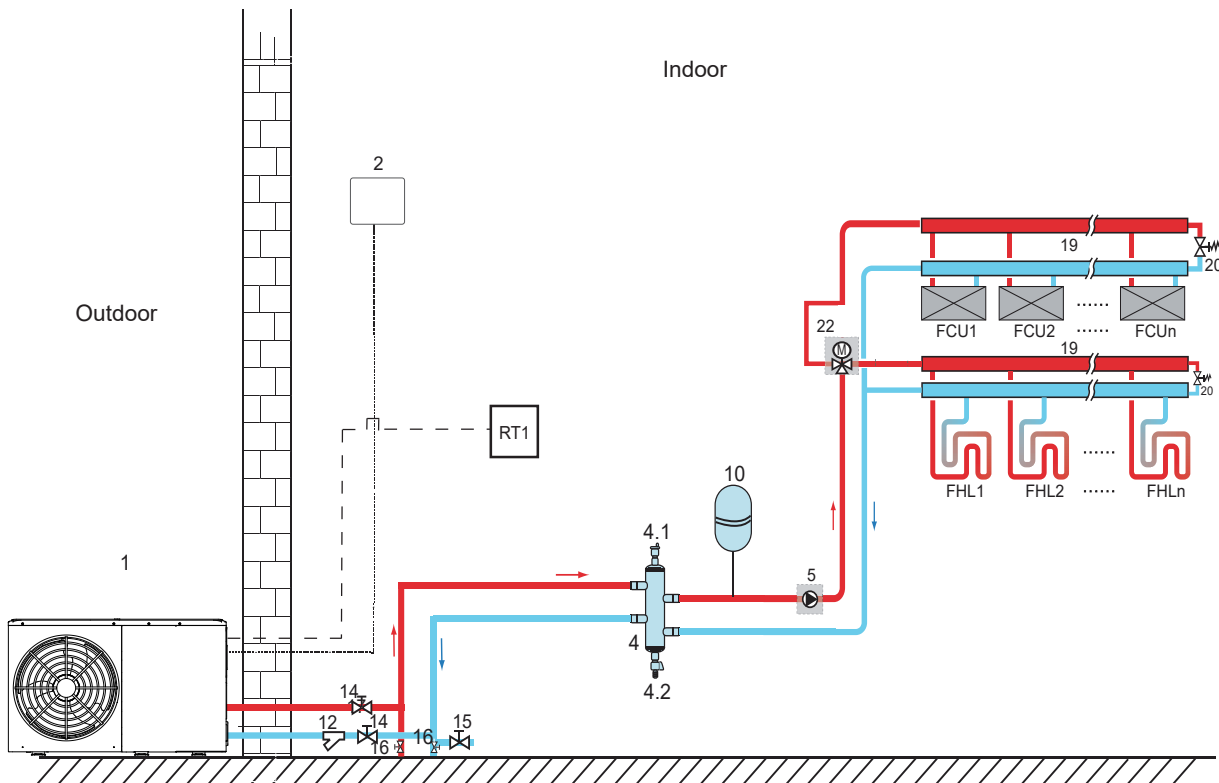 Indoor
2
Outdoor
19
20
FCU1
FCU2
......
......
FCUn
22
M
19
20
RT1
FHL1
FHL2
......
......
FHLn
10
4.1
5
1
4
4.2
14
12
14
16
16
15